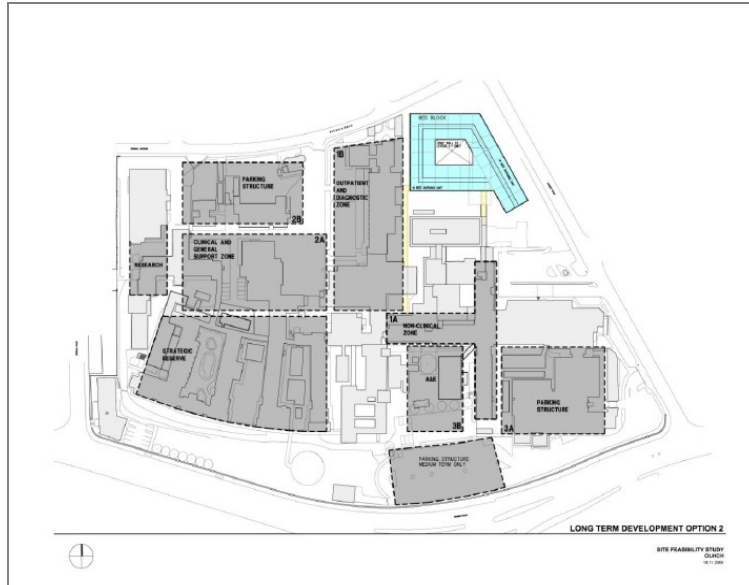 BED BLOCK
1B
PARKING
STRUCTURE
OUTPATIENT
AND
DIAGNOSTIC
ZONE
2B
CLINICAL AND
GENERAL
SUPPORT ZONE
2A
RESEARCH
1A
NON-CLINICAL
ZONE
STRATEGIC
RESERVE
A&E
PARKING
STRUCTURE
3B
3A
PARKING STRUCTURE
MEDIUM TERM ONLY
LONG TERM DEVELOPMENT OPTION 2
SITE FEASIBILITY STUDY